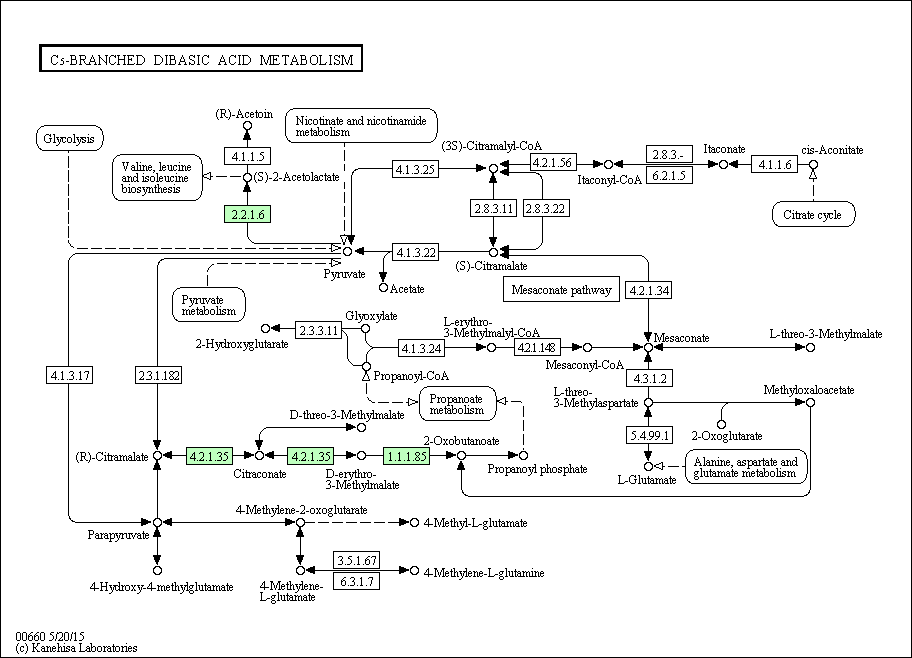 C5-BRANCHED DIBASIC ACID METABOLISM
(R)-Acetoin
Nicotinate and nicotinamide
metabolism
Glycolysis
4.1.1.5
Valine, leucine
and isoleucine
biosynthesis
(S)-2-Acetolactate
2.2.1.6
(3S)-Citramalyl-CoA
4.1.3.25
4.2.1.56
Itaconyl-CoA
2.8.3.-
6.2.1.5
Itaconate
4.1.1.6
cis-Aconitate
Citrate cycle
2.8.3.11
2.8.3.22
4.1.3.22
Pyruvate
(S)-Citramalate
Acetate
Pyruvate
metabolism
Mesaconate pathway
4.2.1.34
2-Hydroxyglutarate
2.3.3.11
Glyoxylate
4.1.3.24
L-erythro-
3-Methylmalyl-CoA
4.2.1.148
Mesaconyl-CoA
Mesaconate
L-threo-3-Methylmalate
4.1.3.17
2.3.1.182
Propanoyl-CoA
Propanoate
metabolism
4.3.1.2
L-threo-
3-Methylaspartate
Methyloxaloacetate
2-Oxoglutarate
5.4.99.1
L-Glutamate
Alanine, aspartate and
glutamate metabolism
D-threo-3-Methylmalate
(R)-Citramalate
4.2.1.35
Citraconate
4.2.1.35
D-erythro-
3-Methylmalate
1.1.1.85
2-Oxobutanoate
Propanoyl phosphate
Parapyruvate
4-Methylene-2-oxoglutarate
4-Methyl-L-glutamate
4-Hydroxy-4-methylglutamate
4-Methylene-
L-glutamate
3.5.1.67
6.3.1.7
4-Methylene-L-glutamine
00660 5/20/15
(c) Kanehisa Laboratories